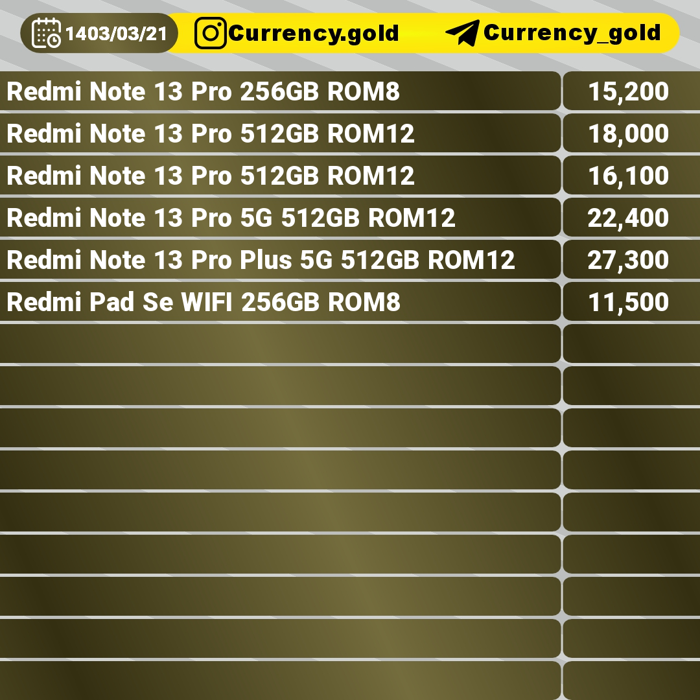 1403/03/21 Currency.gold Currency_gold
Redmi Note 13 Pro 256GB ROM8 15,200
Redmi Note 13 Pro 512GB ROM12 18,000
Redmi Note 13 Pro 512GB ROM12 16,100
Redmi Note 13 Pro 5G 512GB ROM12 22,400
Redmi Note 13 Pro Plus 5G 512GB ROM12 27,300
Redmi Pad Se WIFI 256GB ROM8 11,500